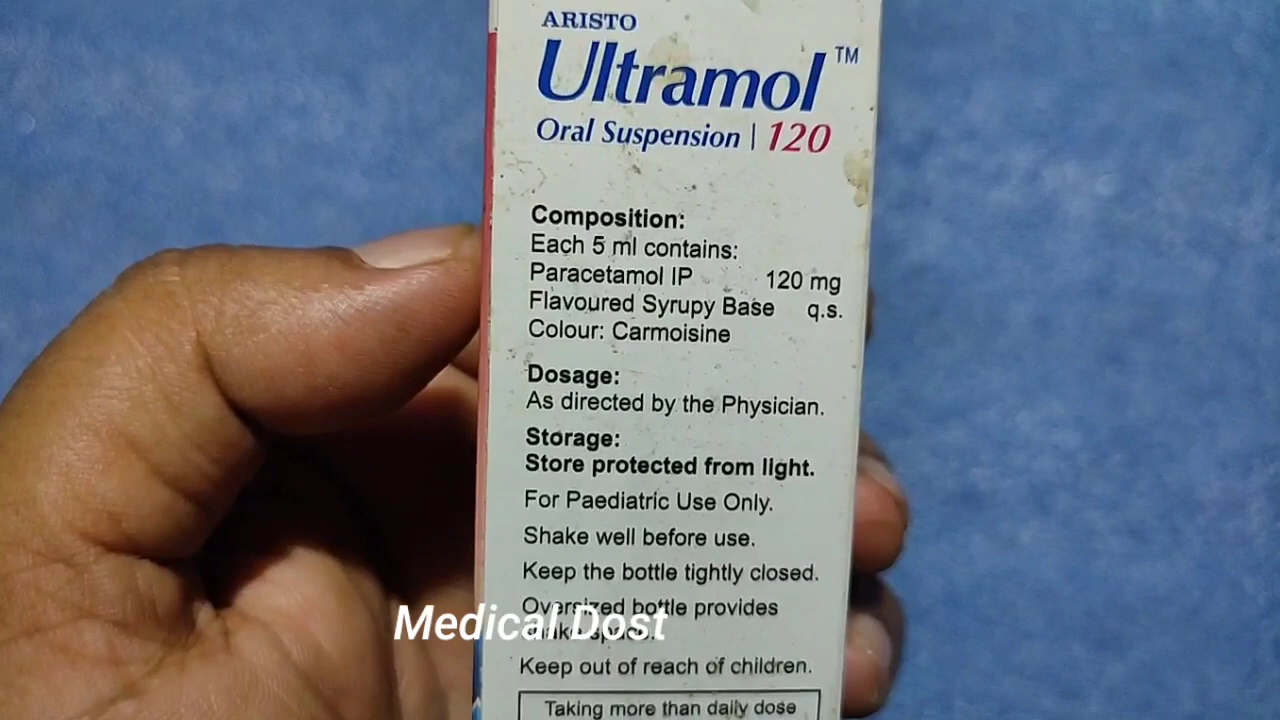 ARISTO
Ultramol™
Oral Suspension | 120
Composition:
Each 5 ml contains:
Paracetamol IP 120 mg
Flavoured Syrupy Base q.s.
Colour: Carmoisine
Dosage:
As directed by the Physician.
Storage:
Store protected from light.
For Paediatric Use Only.
Shake well before use.
Keep the bottle tightly closed.
Oversized bottle provides
shake space.
Medical Dost
Keep out of reach of children.
Taking more than daily dose